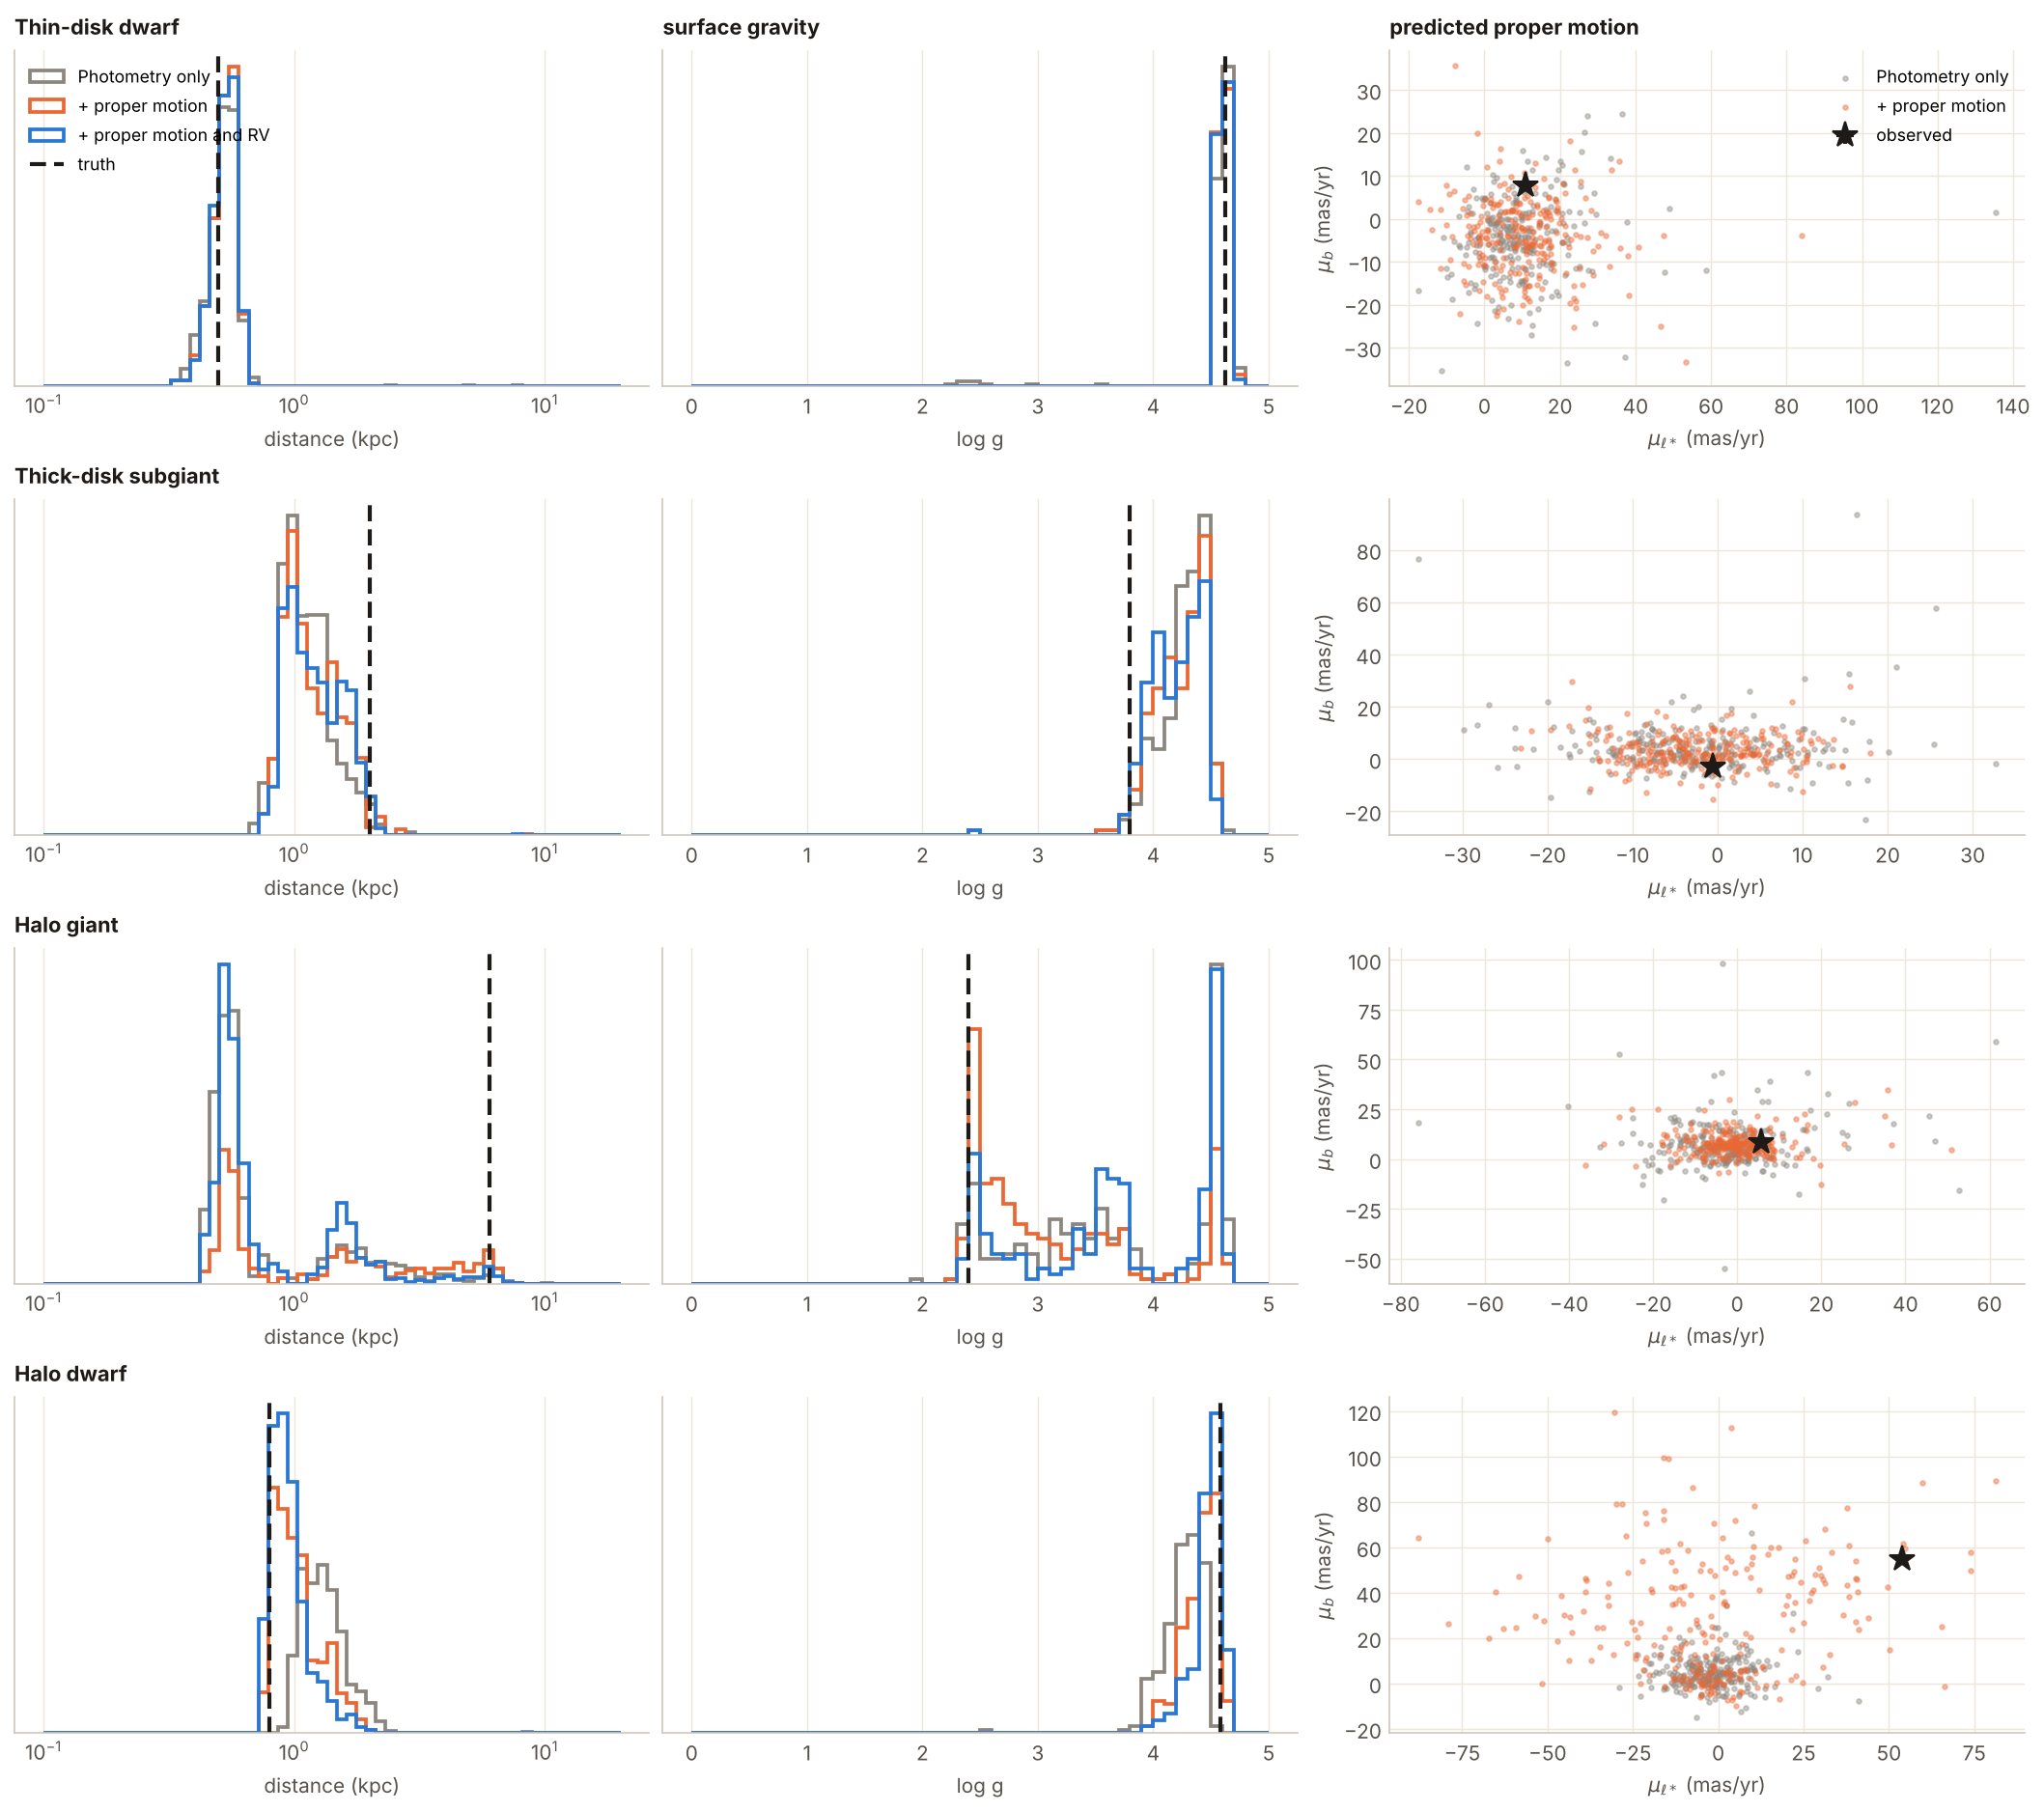 Thin-disk dwarf
surface gravity
predicted proper motion
Photometry only
+ proper motion
+ proper motion and RV
truth
10⁻¹ 10⁰ 10¹
distance (kpc)
0 1 2 3 4 5
log g
30
20
10
0
−10
−20
−30
μb (mas/yr)
Photometry only
+ proper motion
observed
−20 0 20 40 60 80 100 120 140
μℓ* (mas/yr)
Thick-disk subgiant
10⁻¹ 10⁰ 10¹
distance (kpc)
0 1 2 3 4 5
log g
80
60
40
20
0
−20
μb (mas/yr)
−30 −20 −10 0 10 20 30
μℓ* (mas/yr)
Halo giant
10⁻¹ 10⁰ 10¹
distance (kpc)
0 1 2 3 4 5
log g
100
75
50
25
0
−25
−50
μb (mas/yr)
−80 −60 −40 −20 0 20 40 60
μℓ* (mas/yr)
Halo dwarf
10⁻¹ 10⁰ 10¹
distance (kpc)
0 1 2 3 4 5
log g
120
100
80
60
40
20
0
−20
μb (mas/yr)
−75 −50 −25 0 25 50 75
μℓ* (mas/yr)